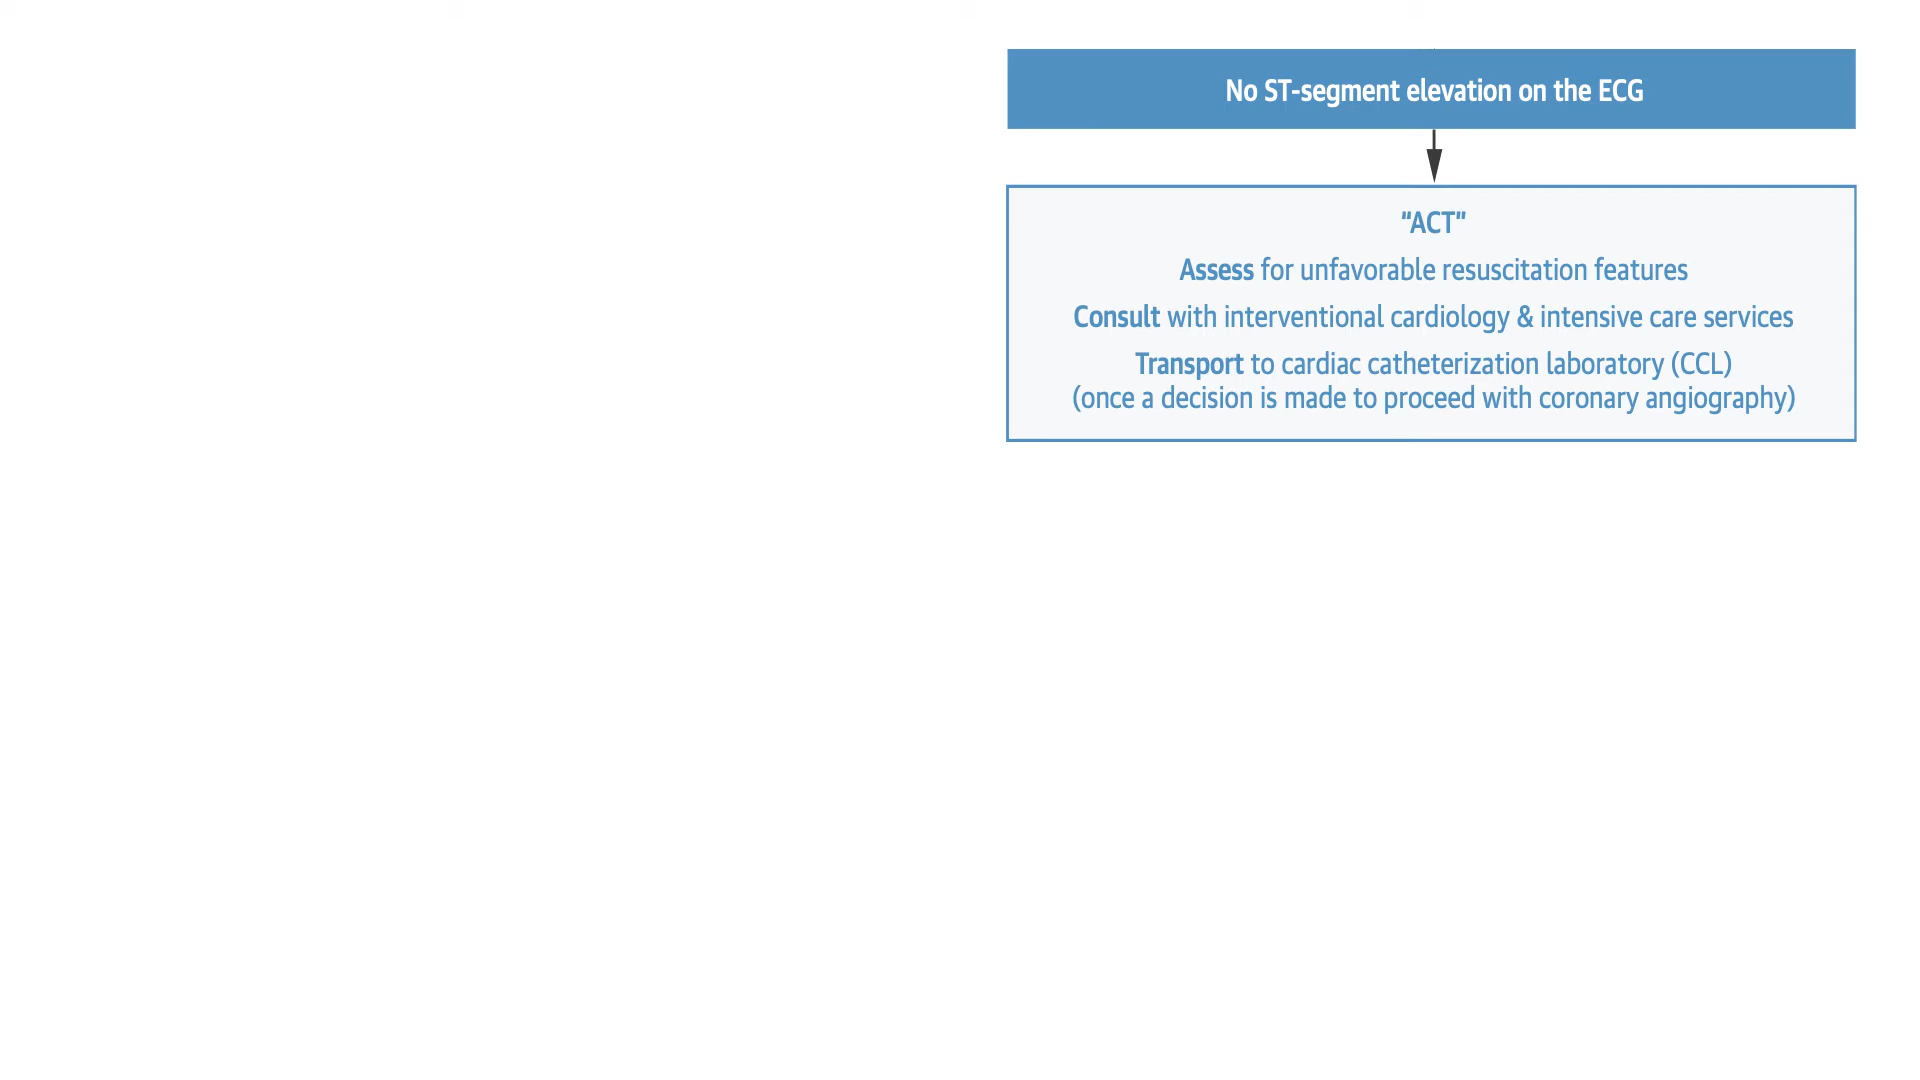 No ST-segment elevation on the ECG
“ACT”
Assess for unfavorable resuscitation features
Consult with interventional cardiology & intensive care services
Transport to cardiac catheterization laboratory (CCL)
(once a decision is made to proceed with coronary angiography)